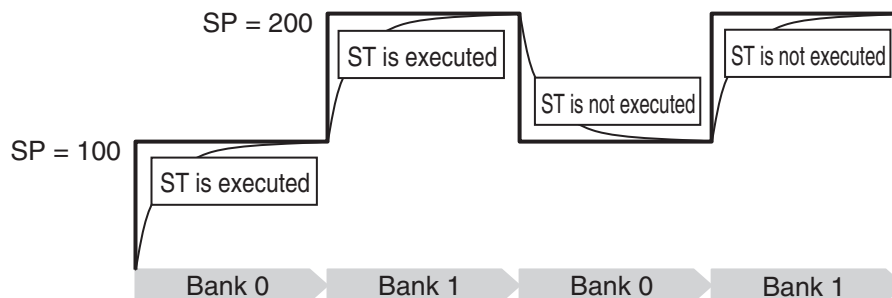 SP = 200
ST is executed
ST is not executed
ST is not executed
SP = 100
ST is executed
Bank 0
Bank 1
Bank 0
Bank 1